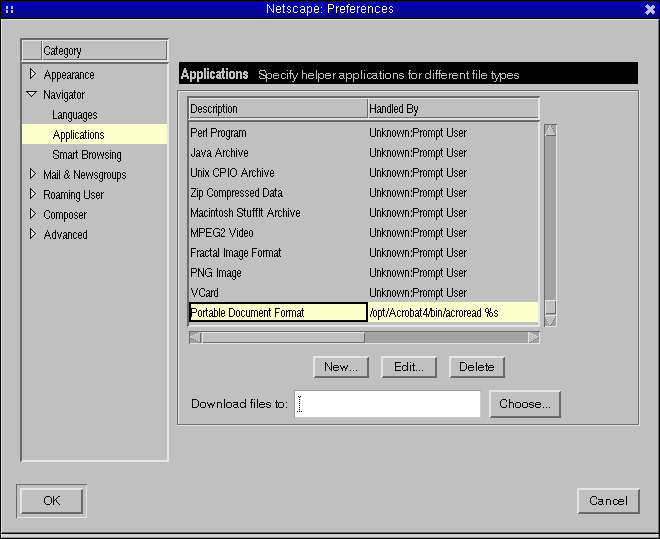 Netscape: Preferences
Category
Appearance
Navigator
Languages
Applications
Smart Browsing
Mail & Newsgroups
Roaming User
Composer
Advanced
Applications Specify helper applications for different file types
Description Handled By
Perl Program Unknown:Prompt User
Java Archive Unknown:Prompt User
Unix CPIO Archive Unknown:Prompt User
Zip Compressed Data Unknown:Prompt User
Macintosh StuffIt Archive Unknown:Prompt User
MPEG2 Video Unknown:Prompt User
Fractal Image Format Unknown:Prompt User
PNG Image Unknown:Prompt User
VCard Unknown:Prompt User
Portable Document Format /opt/Acrobat4/bin/acroread %s
New... Edit... Delete
Download files to: Choose...
OK Cancel